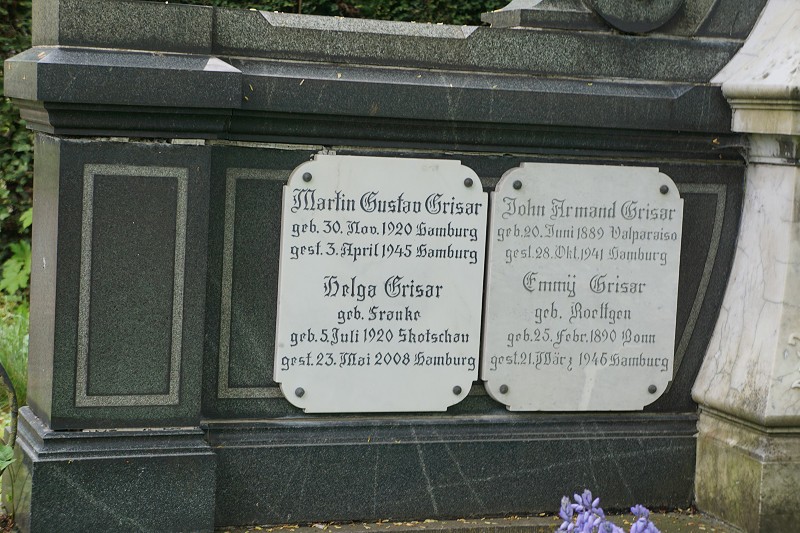 Martin Gustav Grisar
geb. 30. Nov. 1920 Hamburg
gest. 3. April 1945 Hamburg
Helga Grisar
geb. Franke
geb. 5. Juli 1920 Skotschau
gest. 23. Mai 2008 Hamburg
John Armand Grisar
geb. 20. Juni 1889 Valparaiso
gest. 28. Okt. 1941 Hamburg
Emmÿ Grisar
geb. Roettgen
geb. 25. Febr. 1890 Bonn
gest. 21. März 1946 Hamburg